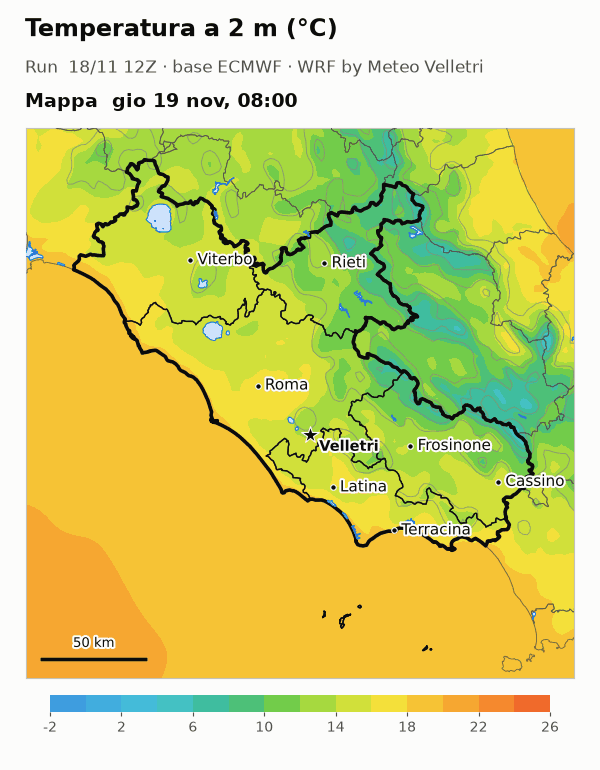 Temperatura a 2 m (°C)
Run  18/11 12Z · base ECMWF · WRF by Meteo Velletri
Mappa  gio 19 nov, 08:00
Viterbo
Rieti
Roma
Velletri
Frosinone
Cassino
Latina
Terracina
50 km
-2 2 6 10 14 18 22 26